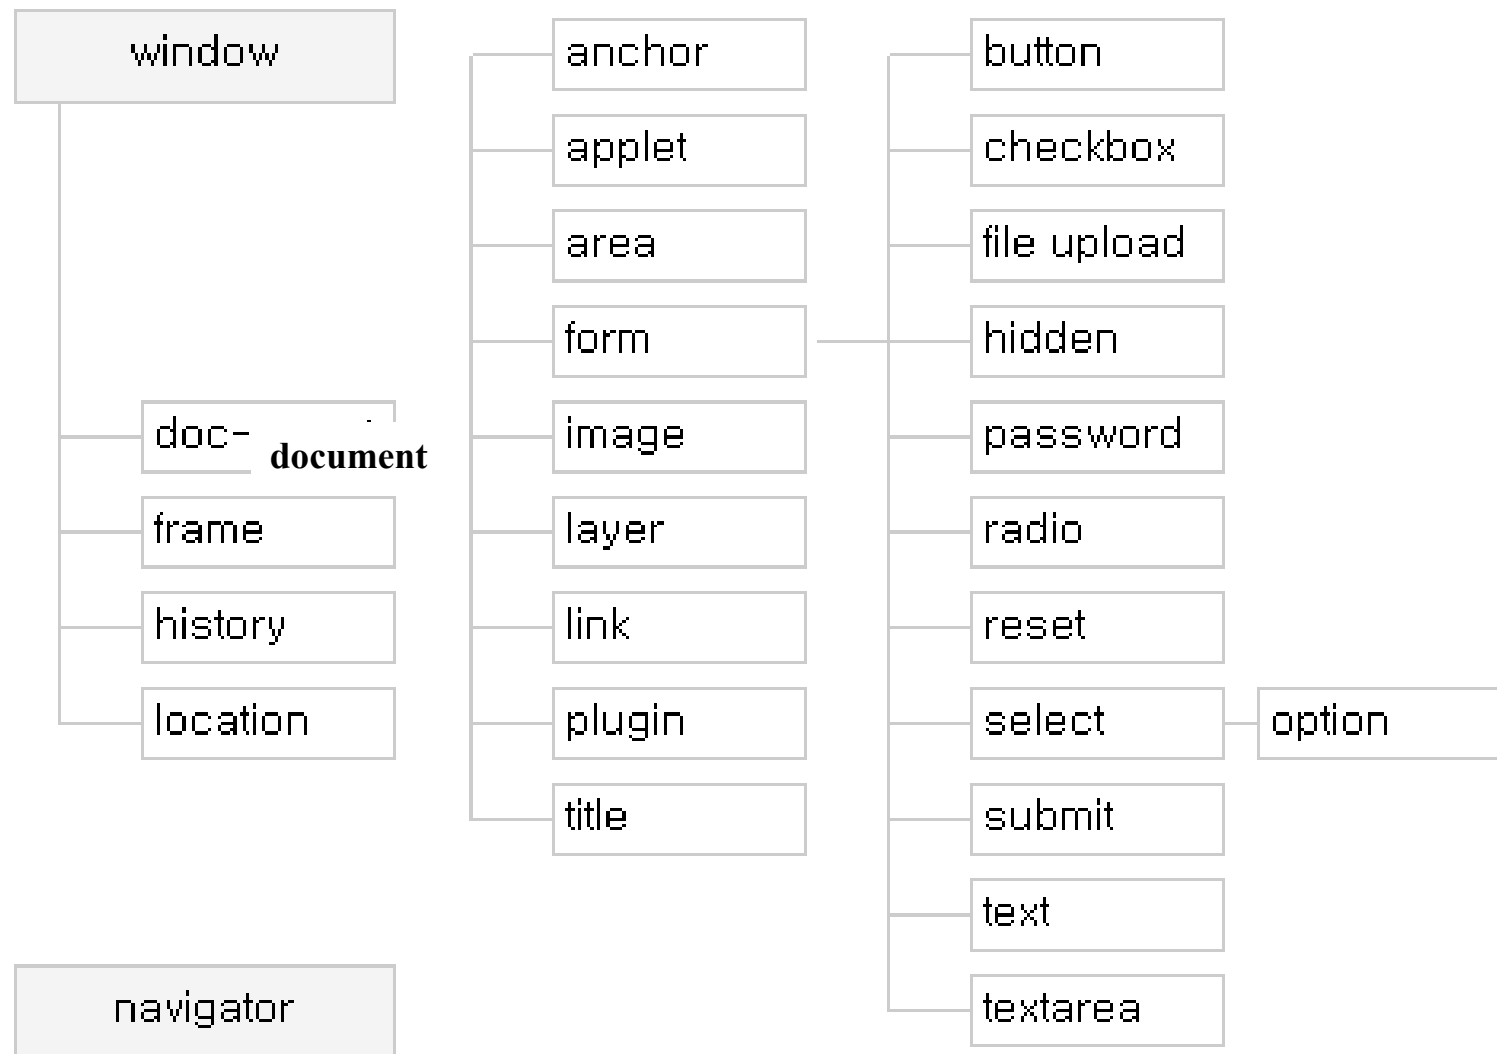 window
doc-
document
frame
history
location
navigator
anchor
applet
area
form
image
layer
link
plugin
title
button
checkbox
file upload
hidden
password
radio
reset
select
submit
text
textarea
option